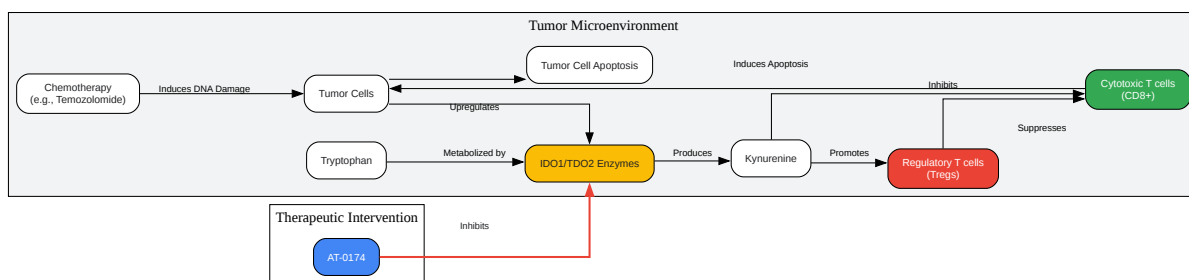 Tumor Microenvironment
Chemotherapy
(e.g., Temozolomide)
Induces DNA Damage
Tumor Cells
Tumor Cell Apoptosis
Induces Apoptosis
Cytotoxic T cells
(CD8+)
Inhibits
Upregulates
Suppresses
Tryptophan
Metabolized by
IDO1/TDO2 Enzymes
Produces
Kynurenine
Promotes
Regulatory T cells
(Tregs)
Therapeutic Intervention
Inhibits
AT-0174